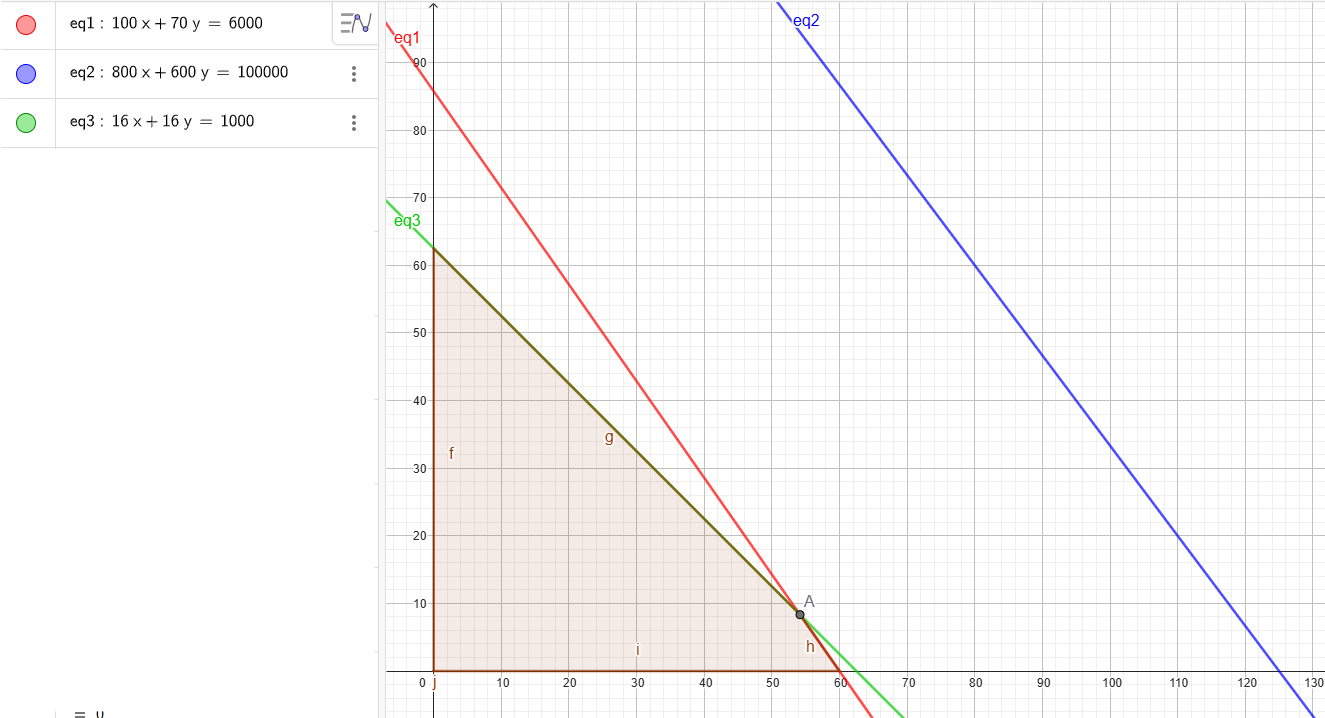 eq1 : 100 x + 70 y = 6000
eq2 : 800 x + 600 y = 100000
eq3 : 16 x + 16 y = 1000
eq2
eq1
90
80
70
eq3
60
50
40
g
f
30
20
10
A
h
i
0 10 20 30 40 50 60 70 80 90 100 110 120 130
j